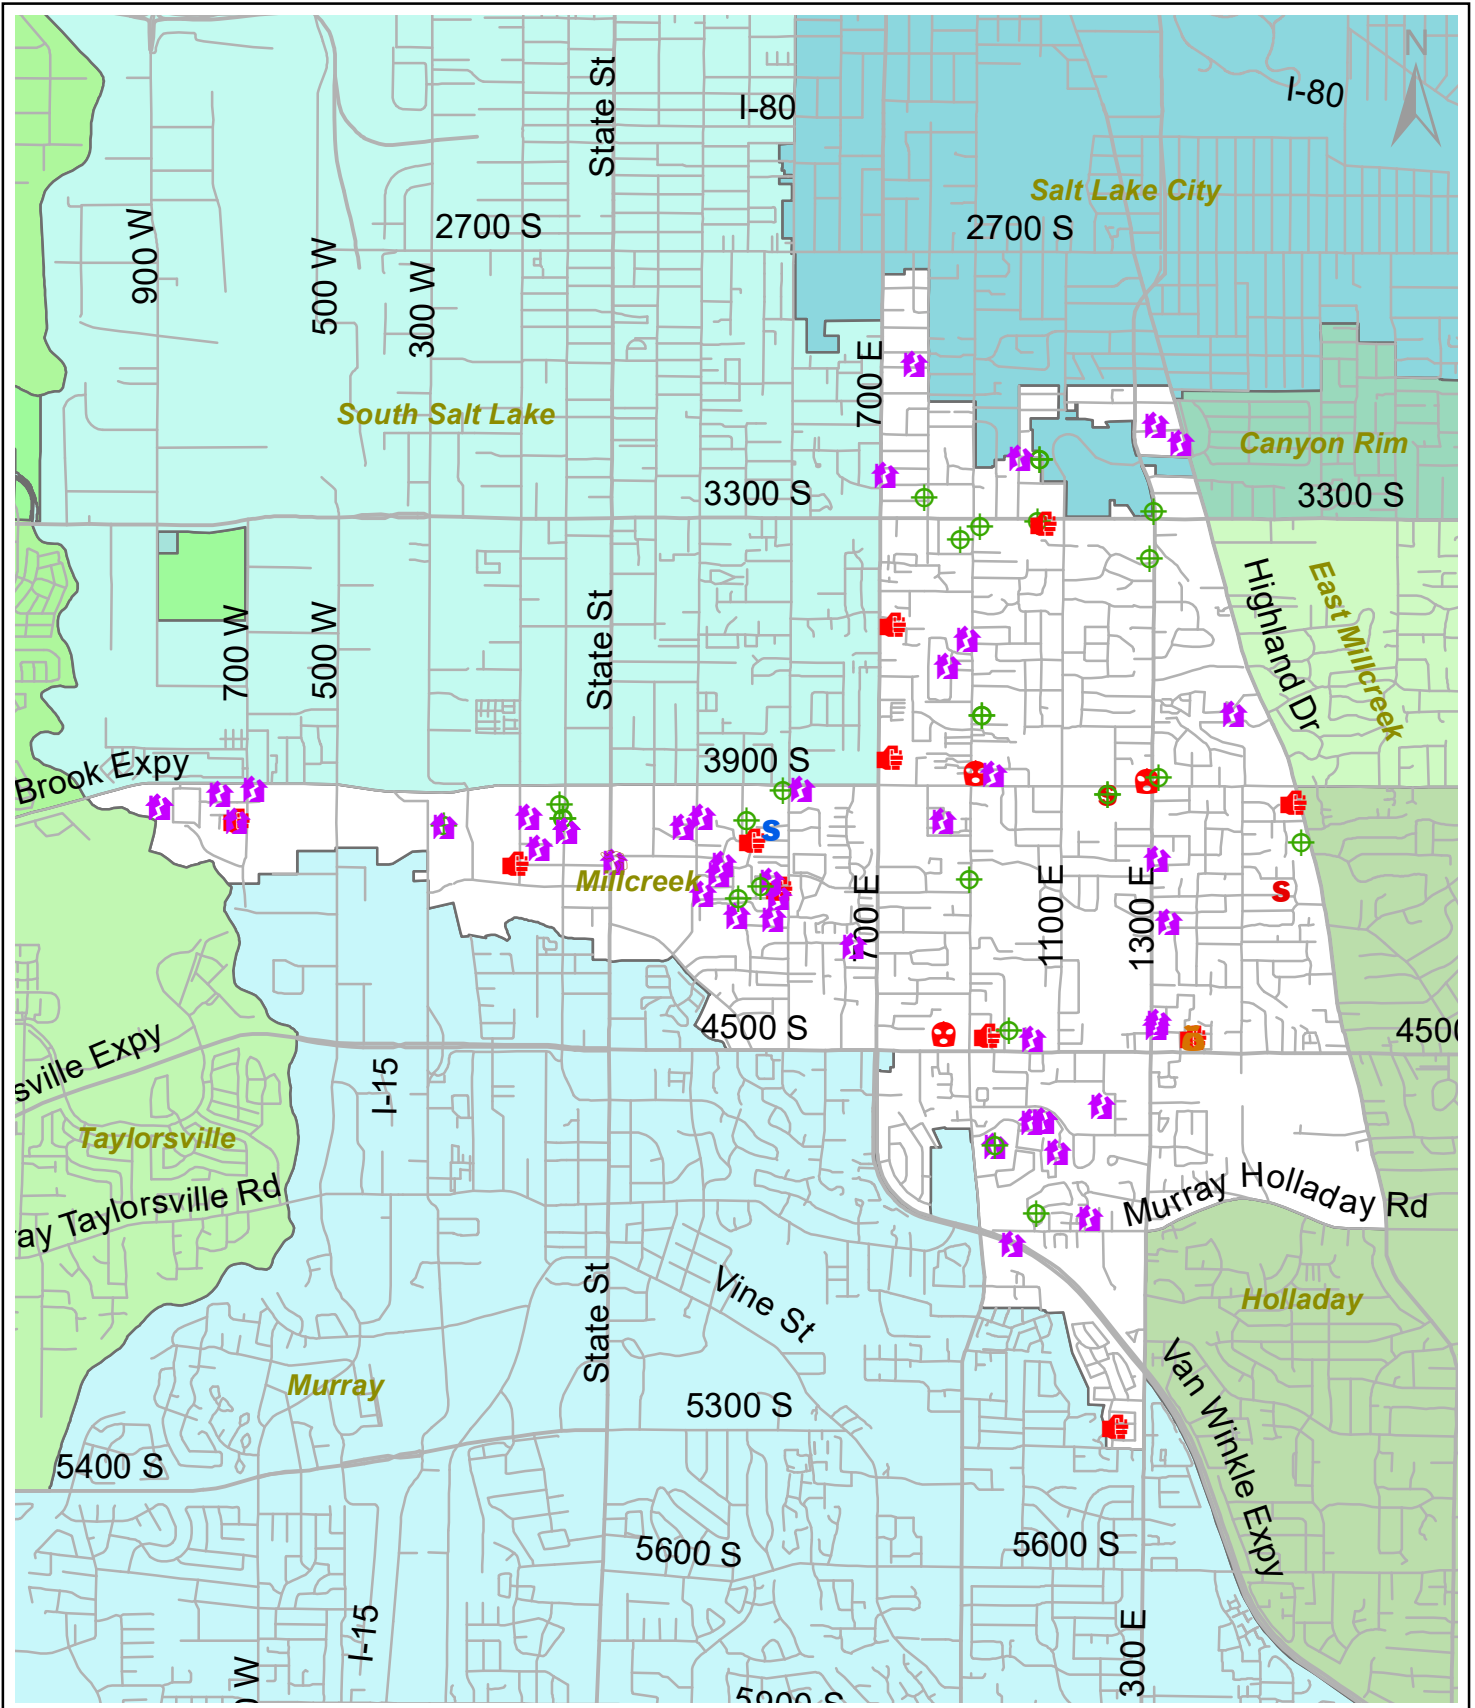 N
State St
I-80
I-80
Salt Lake City
2700 S
2700 S
900 W
500 W
300 W
700 E
South Salt Lake
Canyon Rim
3300 S
3300 S
State St
Highland Dr
East Millcreek
700 W
500 W
Brook Expy
3900 S
S
S
S
Millcreek
700 E
1100 E
1300 E
4500 S
4500
sville Expy
I-15
Taylorsville
ray Taylorsville Rd
Murray Holladay Rd
State St
Vine St
Holladay
Murray
Van Winkle Expy
5300 S
5400 S
5600 S
5600 S
I-15
300 E
0 W
5900 S